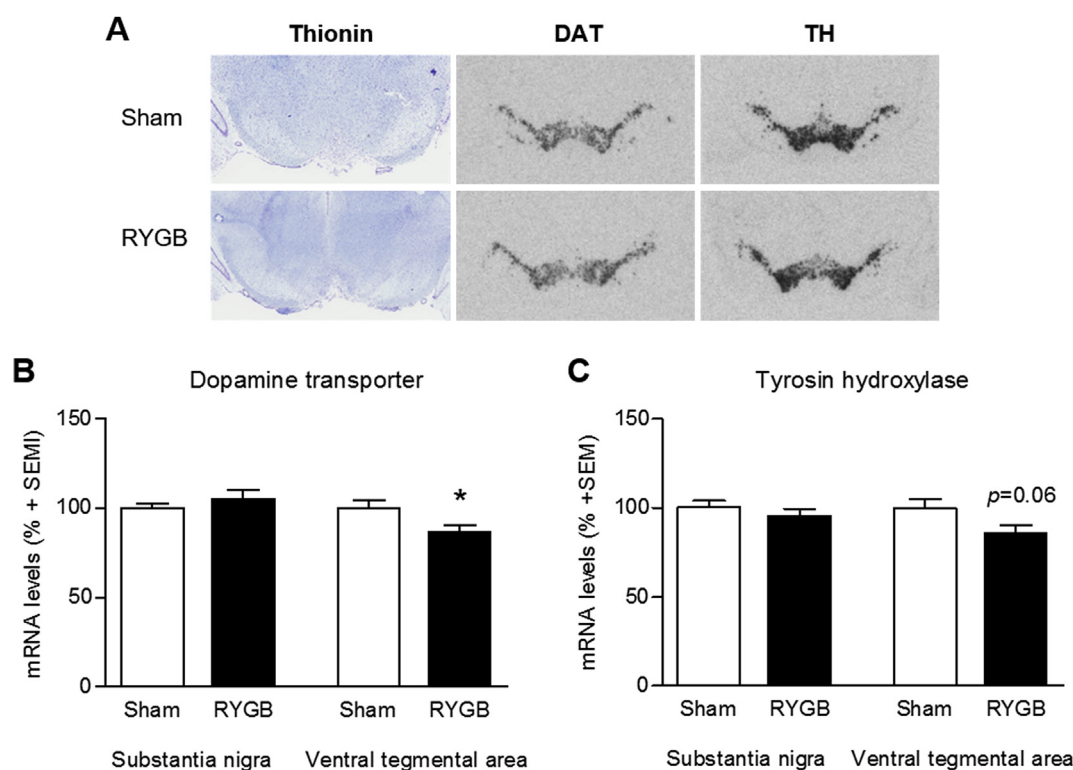 A
Thionin DAT TH
Sham
RYGB
B
Dopamine transporter
mRNA levels (% + SEMI)
150
100
50
0
*
Sham RYGB Sham RYGB
Substantia nigra Ventral tegmental area
C
Tyrosin hydroxylase
mRNA levels (% +SEM)
150
100
50
0
p=0.06
Sham RYGB Sham RYGB
Substantia nigra Ventral tegmental area